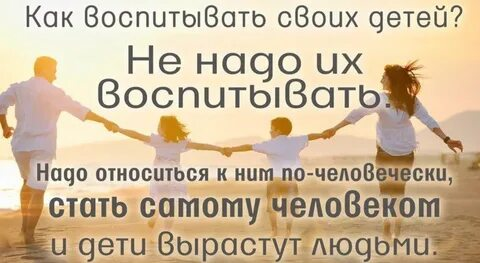 Как воспитывать своих детей?
Не надо их
воспитывать.
Надо относиться к ним по-человечески,
стать самому человеком
и дети вырастут людьми.